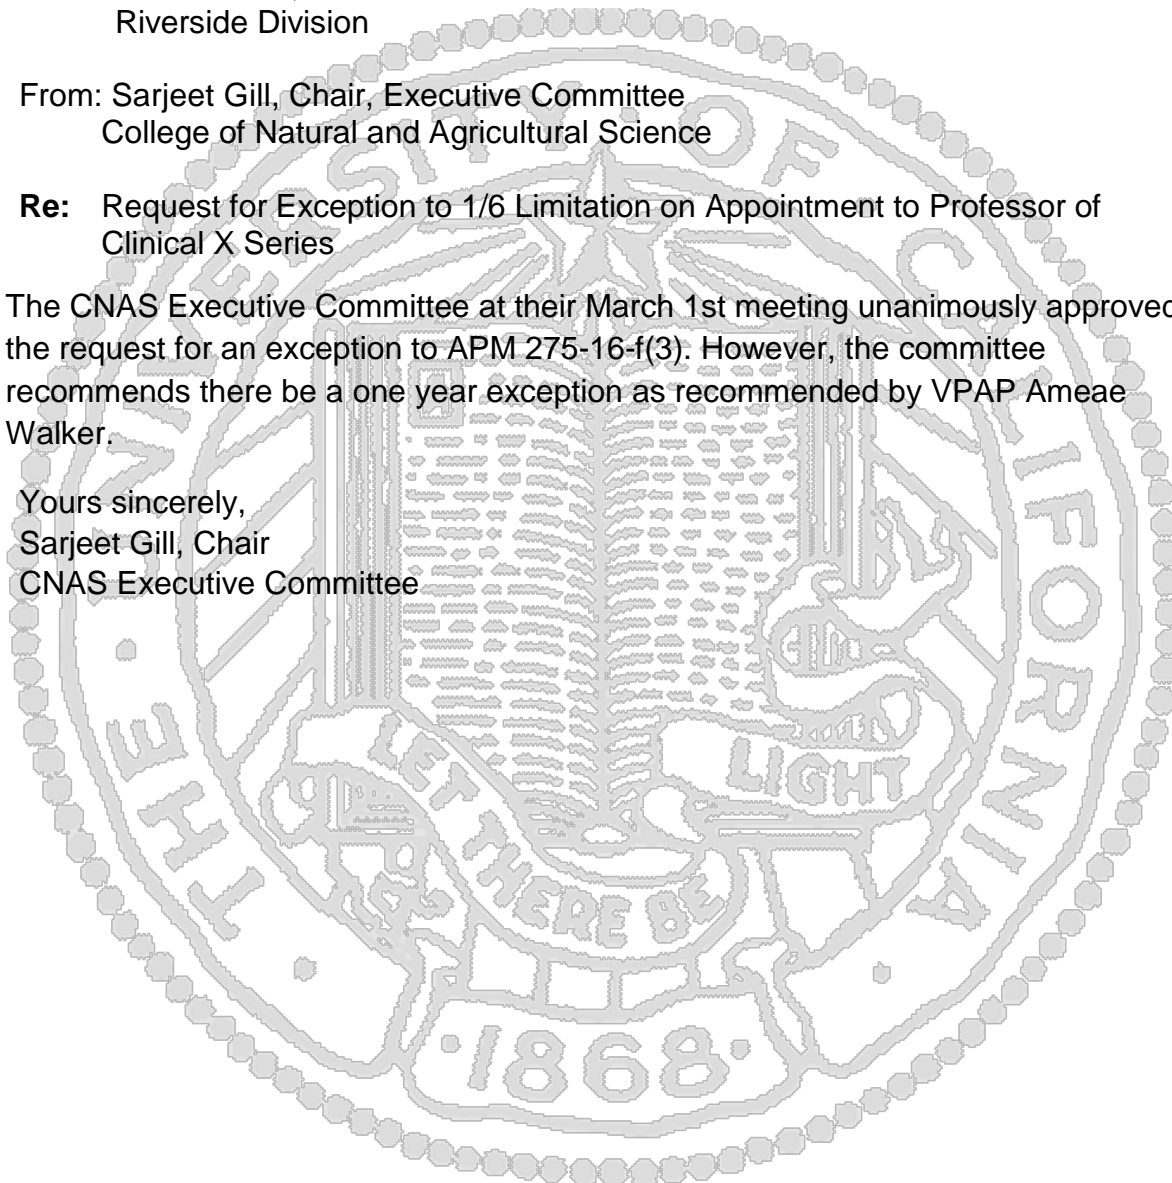 Riverside Division
From: Sarjeet Gill, Chair, Executive Committee
College of Natural and Agricultural Science
Re: Request for Exception to 1/6 Limitation on Appointment to Professor of
Clinical X Series
The CNAS Executive Committee at their March 1st meeting unanimously approved
the request for an exception to APM 275-16-f(3). However, the committee
recommends there be a one year exception as recommended by VPAP Ameae
Walker.
Yours sincerely,
Sarjeet Gill, Chair
CNAS Executive Committee
THE UNIVERSITY OF CALIFORNIA
LET THERE BE LIGHT
1868